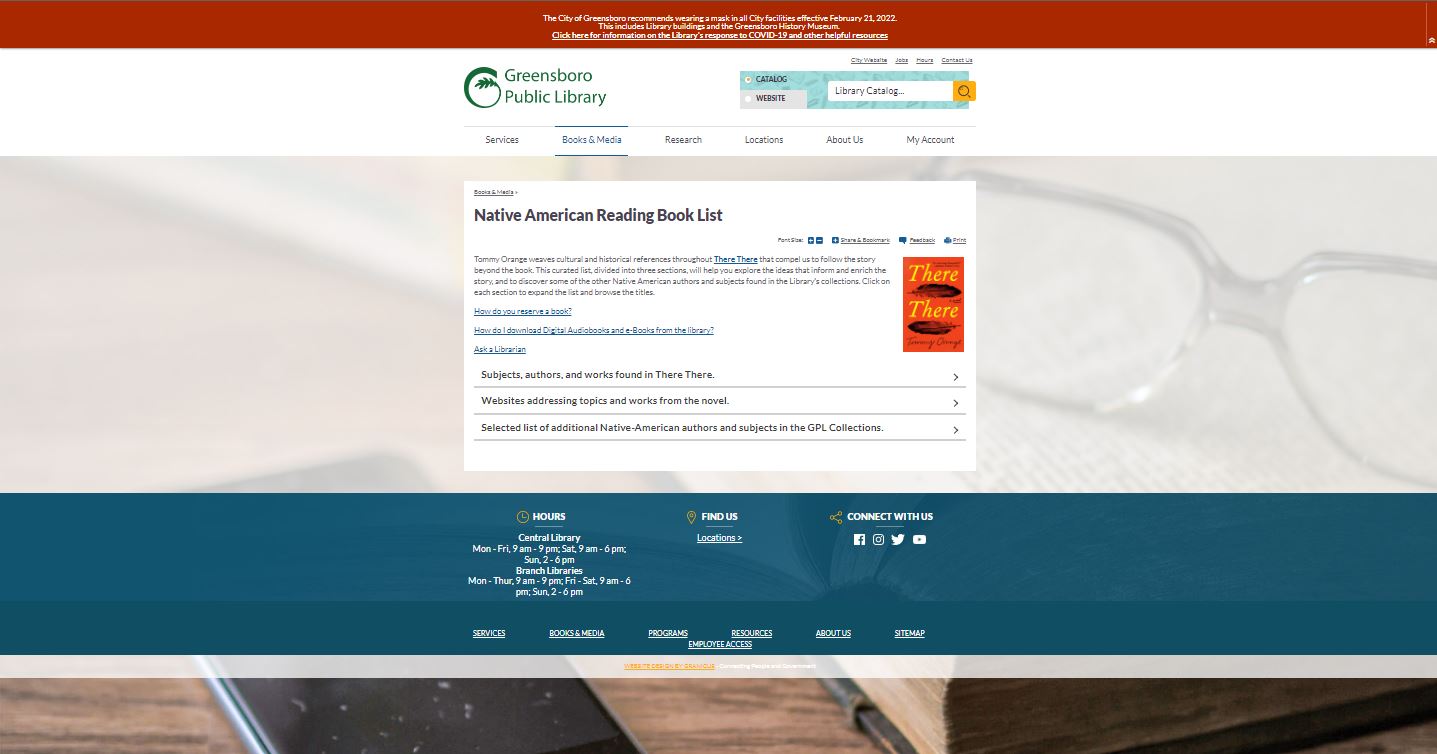 The City of Greensboro recommends wearing a mask in all City facilities effective February 21, 2022.
This includes Library buildings and the Greensboro History Museum.
Click here for information on the Library's response to COVID-19 and other helpful resources
City Website Jobs Hours Contact Us
Greensboro
Public Library
CATALOG
WEBSITE
Library Catalog...
Services Books & Media Research Locations About Us My Account
Books & Media >
Native American Reading Book List
Font Size: Share & Bookmark Feedback Print
Tommy Orange weaves cultural and historical references throughout There There that compel us to follow the story
beyond the book. This curated list, divided into three sections, will help you explore the ideas that inform and enrich the
story, and to discover some of the other Native American authors and subjects found in the Library's collections. Click on
each section to expand the list and browse the titles.
There
There
Tommy Orange
How do you reserve a book?
How do I download Digital Audiobooks and e-Books from the library?
Ask a Librarian
Subjects, authors, and works found in There There.
Websites addressing topics and works from the novel.
Selected list of additional Native-American authors and subjects in the GPL Collections.
HOURS
Central Library
Mon - Fri, 9 am - 9 pm; Sat, 9 am - 6 pm;
Sun, 2 - 6 pm
Branch Libraries
Mon - Thur, 9 am - 9 pm; Fri - Sat, 9 am - 6
pm; Sun, 2 - 6 pm
FIND US
Locations >
CONNECT WITH US
SERVICES BOOKS & MEDIA PROGRAMS RESOURCES ABOUT US SITEMAP
EMPLOYEE ACCESS
WEBSITE DESIGN BY GRANICUS - Connecting People and Government